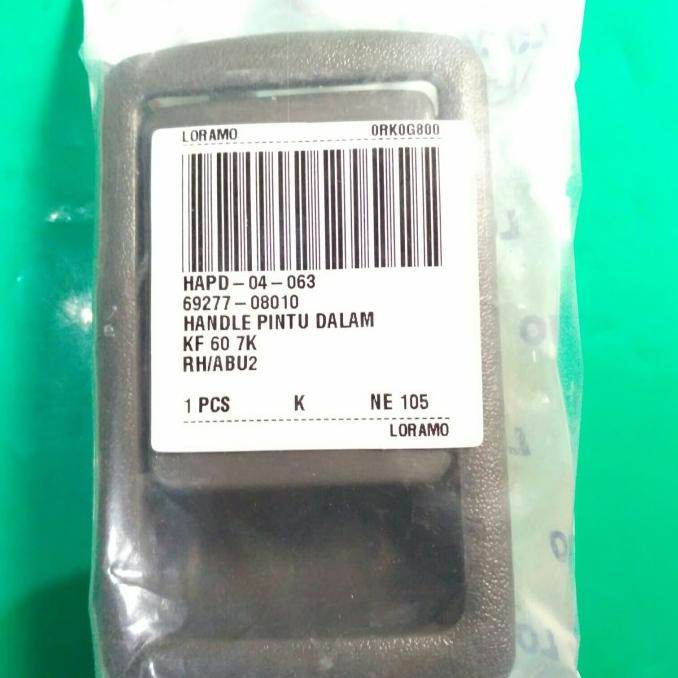 LORAMO 0RK0G800
HAPD-04-063
69277-08010
HANDLE PINTU DALAM
KF 60 7K
RH/ABU2
1 PCS K NE 105
LORAMO